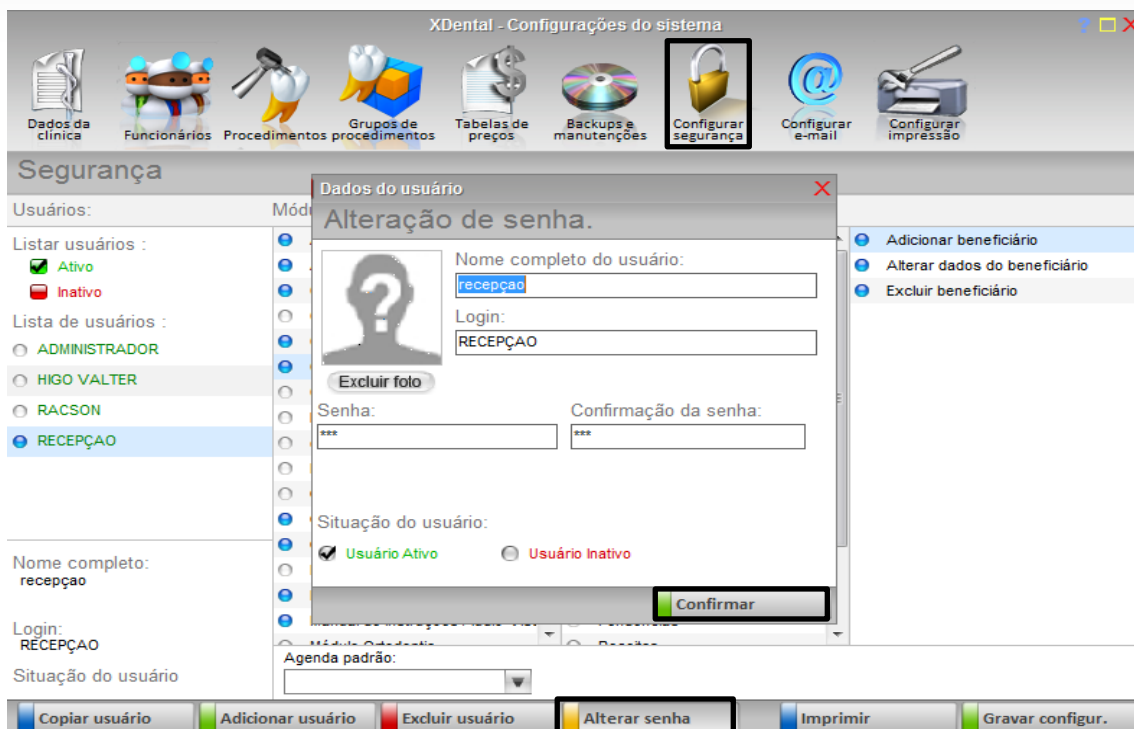 XDental - Configurações do sistema
?
Dados da clínica
Funcionários
Procedimentos
Grupos de procedimentos
Tabelas de preços
Backups e manutenções
Configurar segurança
@
Configurar e-mail
Configurar impressão
Segurança
Usuários:
Listar usuários :
Ativo
Inativo
Lista de usuários :
ADMINISTRADOR
HIGO VALTER
RACSON
RECEPÇAO
Nome completo:
recepçao
Login:
RECEPÇAO
Situação do usuário
Dados do usuário
Alteração de senha.
Nome completo do usuário:
recepçao
Login:
RECEPÇAO
Excluir folo
Senha:
Confirmação da senha:
***
***
Situação do usuário:
Usuário Ativo
Usuário Inativo
Confirmar
Adicionar beneficiário
Alterar dados do beneficiário
Excluir beneficiário
Agenda padrão:
Copiar usuário
Adicionar usuário
Excluir usuário
Alterar senha
Imprimir
Gravar configur.